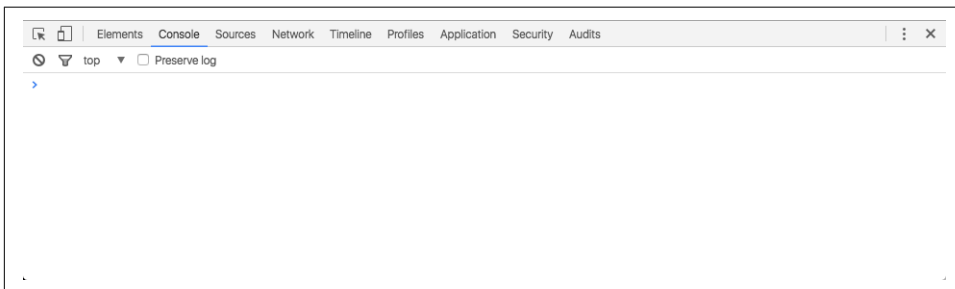 Elements Console Sources Network Timeline Profiles Application Security Audits
top Preserve log